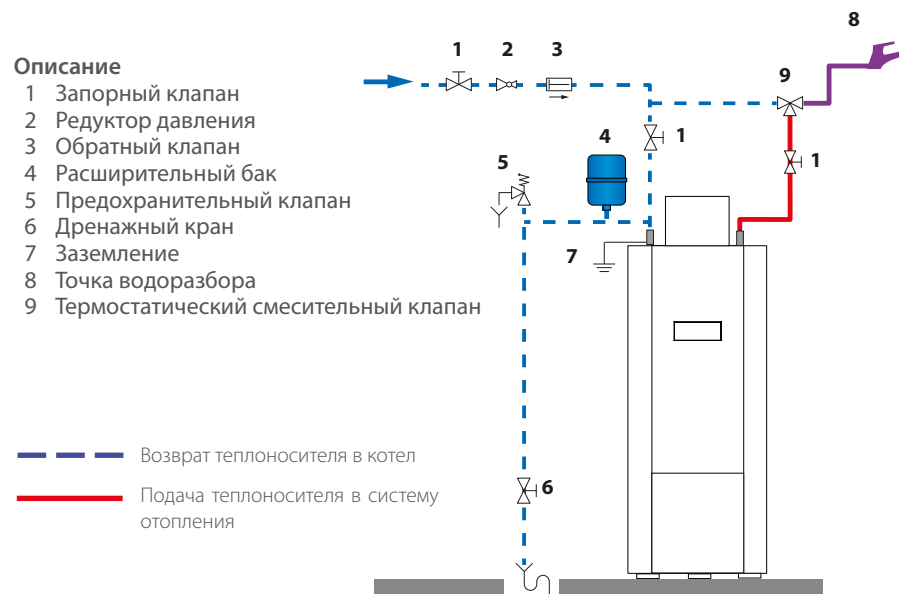 Описание
1 Запорный клапан
2 Редуктор давления
3 Обратный клапан
4 Расширительный бак
5 Предохранительный клапан
6 Дренажный кран
7 Заземление
8 Точка водоразбора
9 Термостатический смесительный клапан
Возврат теплоносителя в котел
Подача теплоносителя в систему
отопления
8
1 2 3
9
1
4
1
5
7
6